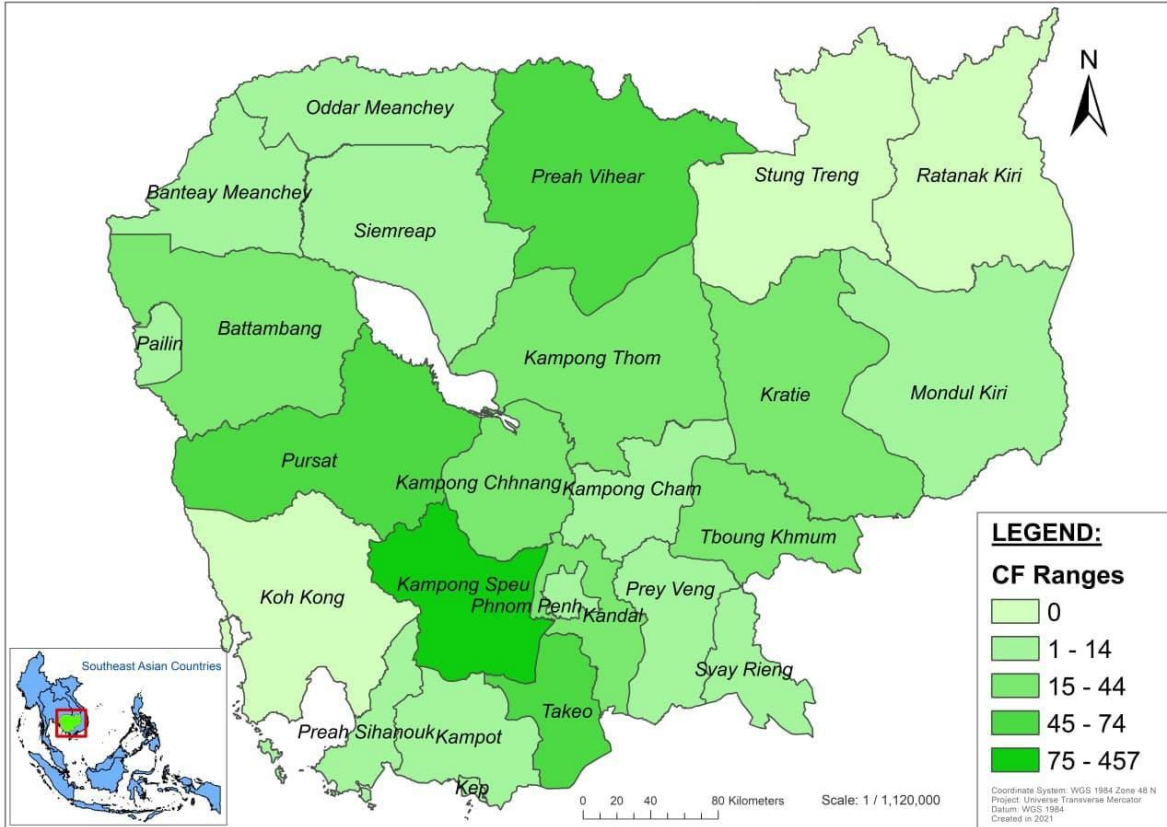 N
Oddar Meanchey
Preah Vihear
Stung Treng
Ratanak Kiri
Banteay Meanchey
Siemreap
Battambang
Pailin
Kampong Thom
Kratie
Mondul Kiri
Pursat
Kampong Chhnang
Kampong Cham
Tboung Khmum
Koh Kong
Kampong Speu
Phnom Penh
Kandal
Prey Veng
Svay Rieng
Takeo
Preah Sihanouk
Kampot
Kep
Southeast Asian Countries
0 20 40 80 Kilometers
Scale: 1 / 1,120,000
LEGEND:
CF Ranges
0
1 - 14
15 - 44
45 - 74
75 - 457
Coordinate System: WGS 1984 Zone 48 N
Project: Universe Transverse Mercator
Datum: WGS 1984
Created in 2021